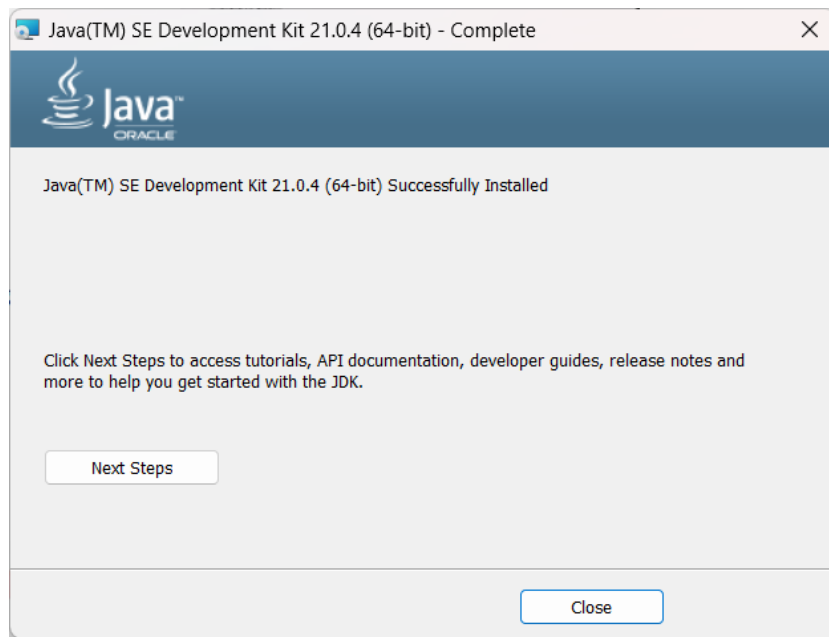 Java(TM) SE Development Kit 21.0.4 (64-bit) - Complete
Java™
ORACLE
Java(TM) SE Development Kit 21.0.4 (64-bit) Successfully Installed
Click Next Steps to access tutorials, API documentation, developer guides, release notes and
more to help you get started with the JDK.
Next Steps
Close